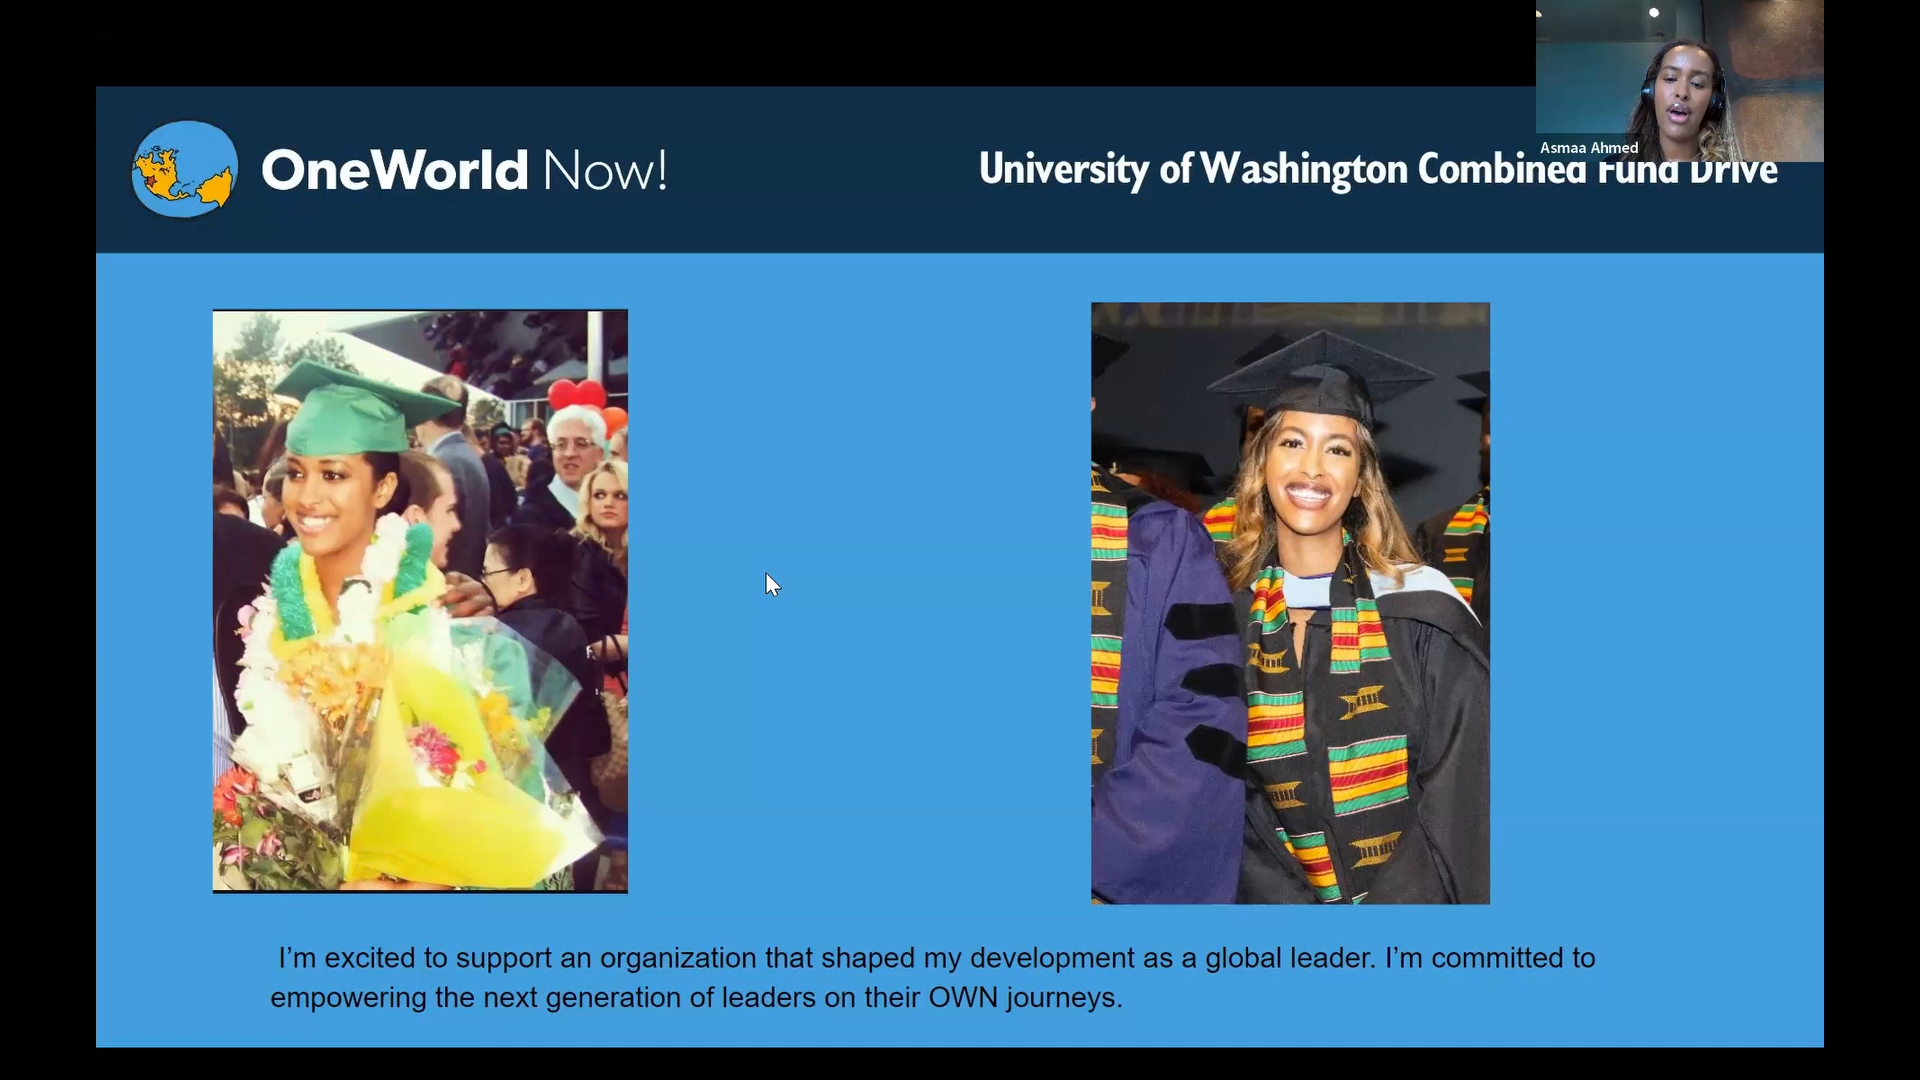 Asmaa Ahmed
OneWorld Now!
University of Washington Combined Fund Drive
I’m excited to support an organization that shaped my development as a global leader. I’m committed to
empowering the next generation of leaders on their OWN journeys.